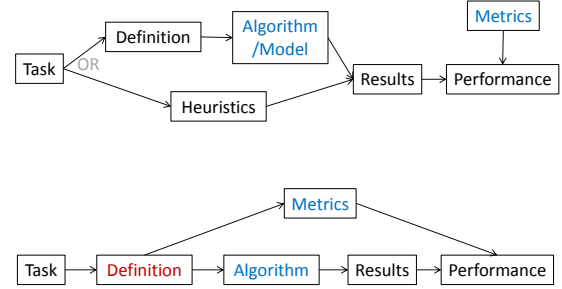 Metrics
Definition
Algorithm
/Model
Task
OR
Results
Performance
Heuristics
Metrics
Task
Definition
Algorithm
Results
Performance